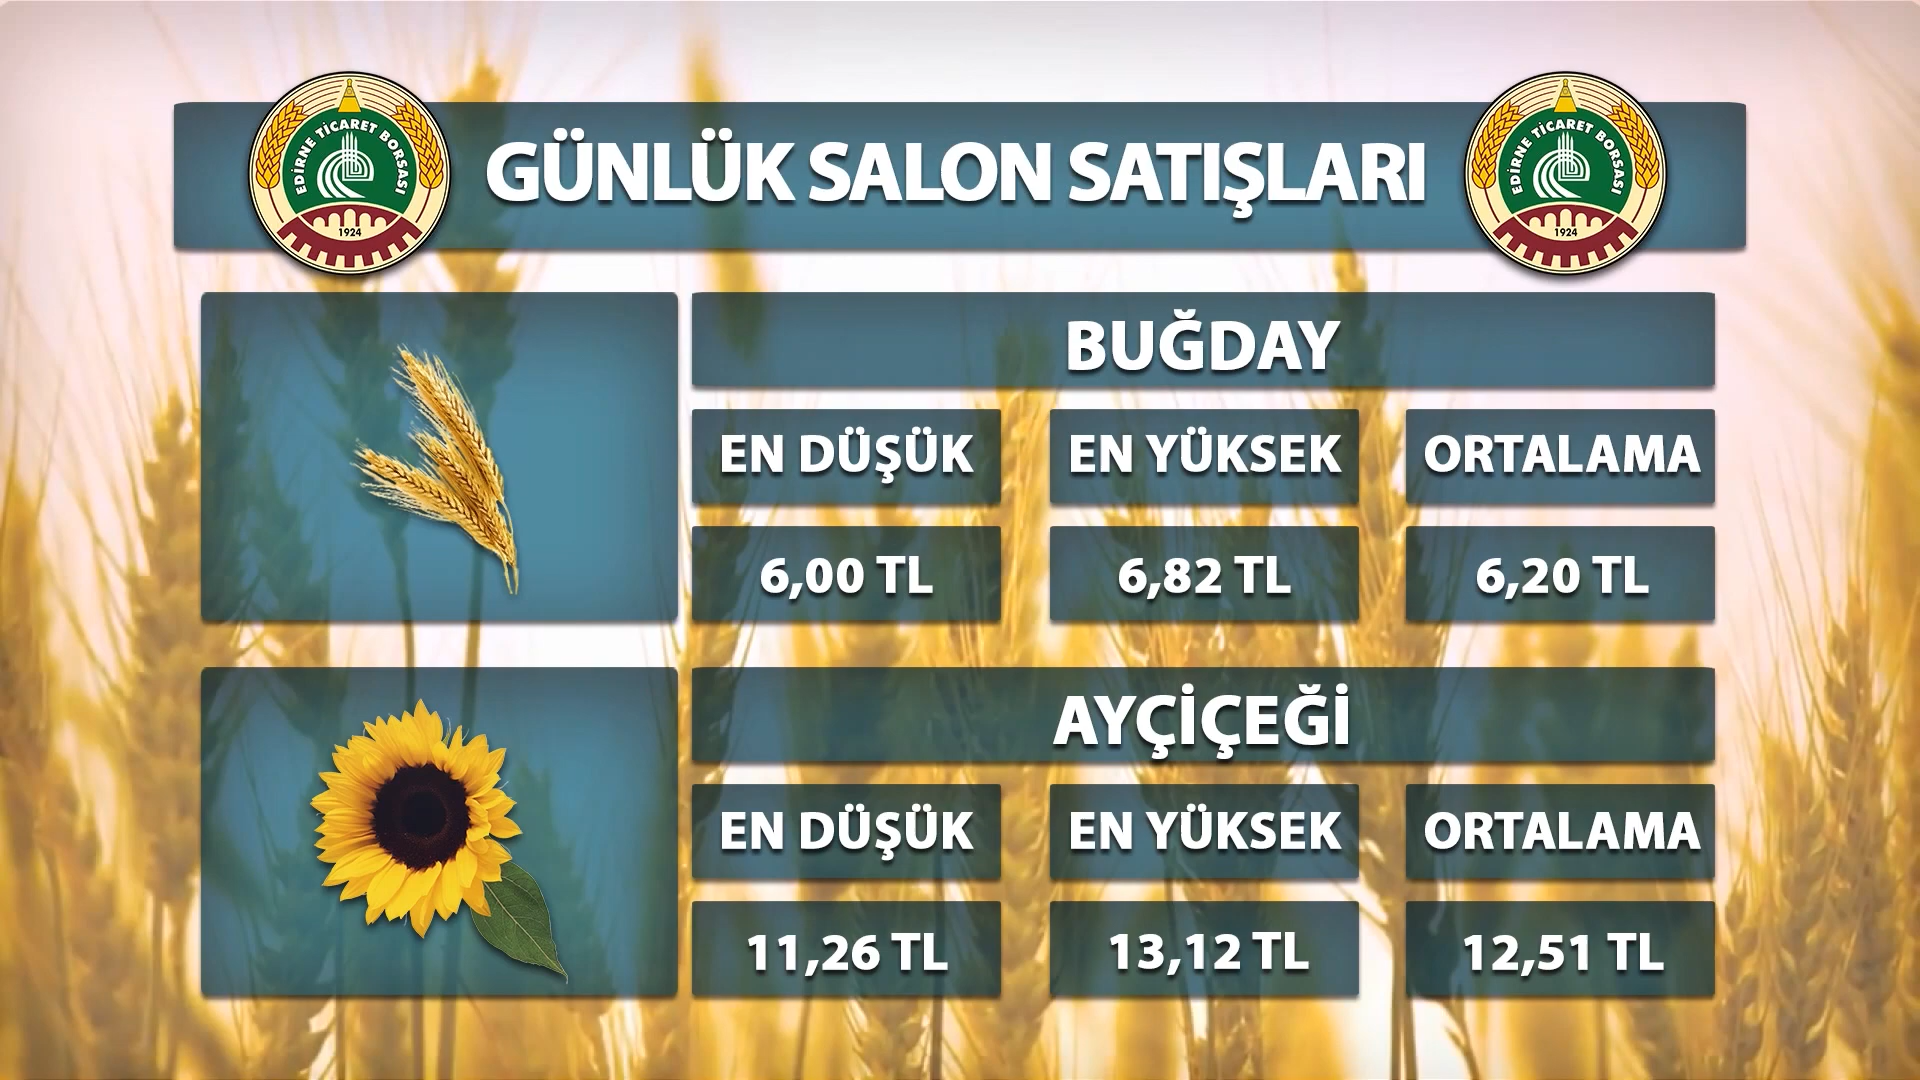 EDİRNE TİCARET BORSASI
1924
GÜNLÜK SALON SATIŞLARI
EDİRNE TİCARET BORSASI
1924
BUĞDAY
EN DÜŞÜK EN YÜKSEK ORTALAMA
6,00 TL 6,82 TL 6,20 TL
AYÇİÇEĞİ
EN DÜŞÜK EN YÜKSEK ORTALAMA
11,26 TL 13,12 TL 12,51 TL